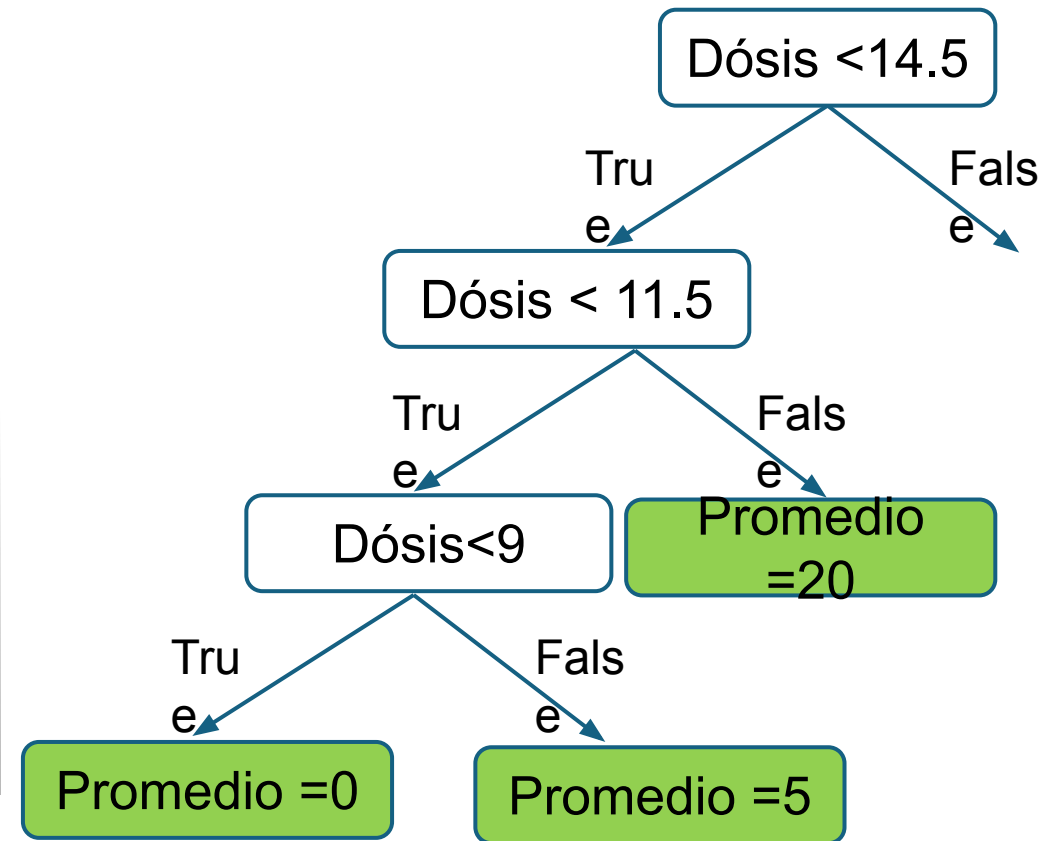 Dósis <14.5
Tru
e
Fals
e
Dósis < 11.5
Tru
e
Fals
e
Dósis<9
Promedio
=20
Tru
e
Fals
e
Promedio =0
Promedio =5